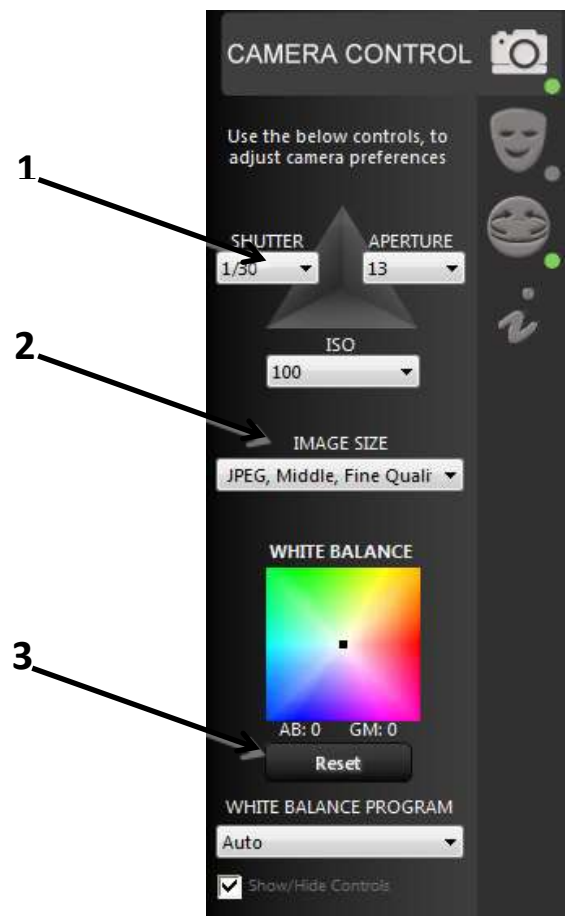 CAMERA CONTROL
Use the below controls, to
adjust camera preferences
1
SHUTTER APERTURE
1/30 13
ISO
2
100
IMAGE SIZE
JPEG, Middle, Fine Qualit
WHITE BALANCE
3
AB: 0 GM: 0
Reset
WHITE BALANCE PROGRAM
Auto
Show/Hide Controls